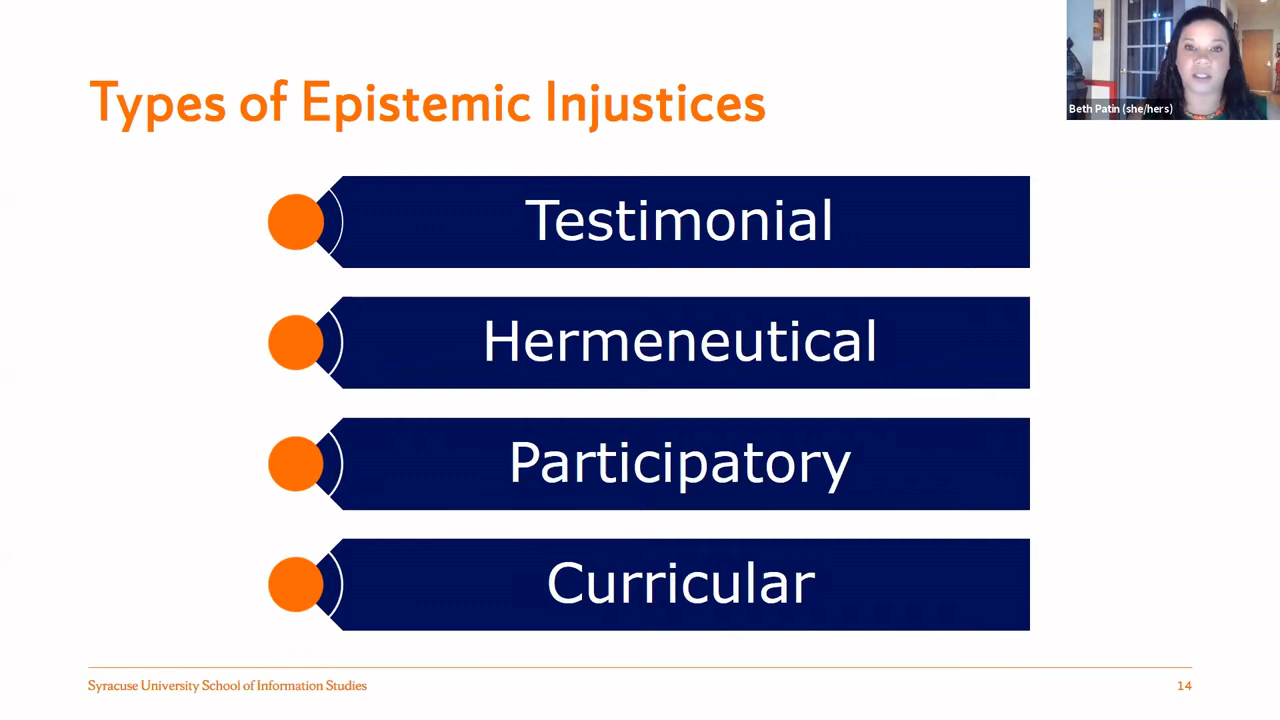 Types of Epistemic Injustices
Beth Patin (she/hers)
Testimonial
Hermeneutical
Participatory
Curricular
Syracuse University School of Information Studies
14